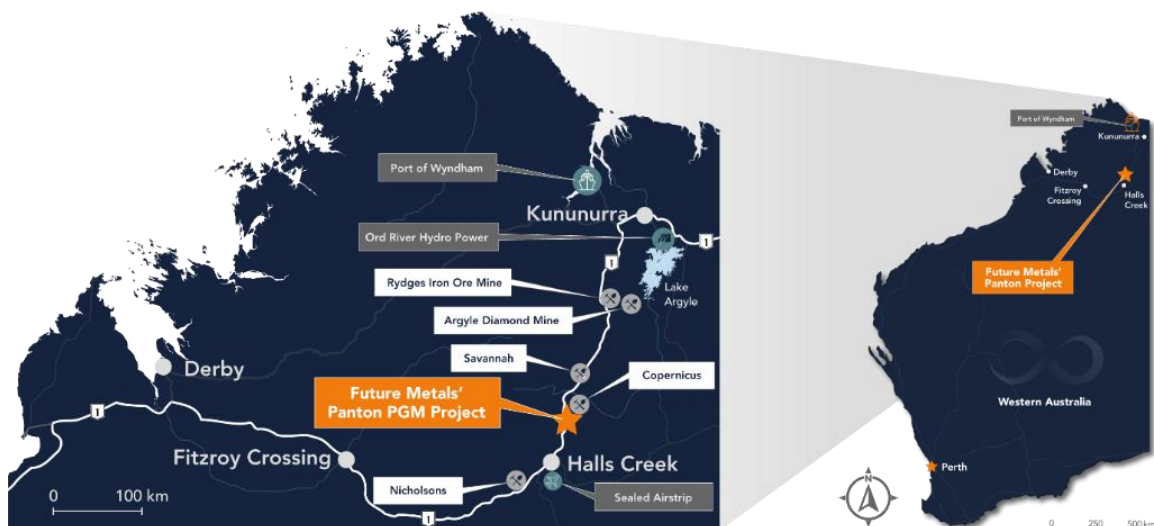 Port of Wyndham
Kununurra
Ord River Hydro Power
1
1
Rydges Iron Ore Mine
Lake
Argyle
Argyle Diamond Mine
Savannah
Derby
Copernicus
Future Metals'
Panton PGM Project
1
Fitzroy Crossing
Halls Creek
Nicholsons
Sealed Airstrip
0 100 km
1
Port of Wyndham
Kununurra
Derby
Fitzroy
Crossing
Halls
Creek
Future Metals'
Panton Project
Western Australia
Perth
N
0 250 500km